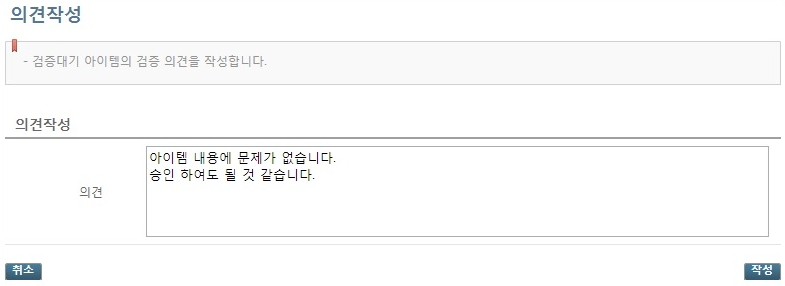 의견작성
- 검증대기 아이템의 검증 의견을 작성합니다.
의견작성
의견
아이템 내용에 문제가 없습니다.
승인 하여도 될 것 같습니다.
취소
작성